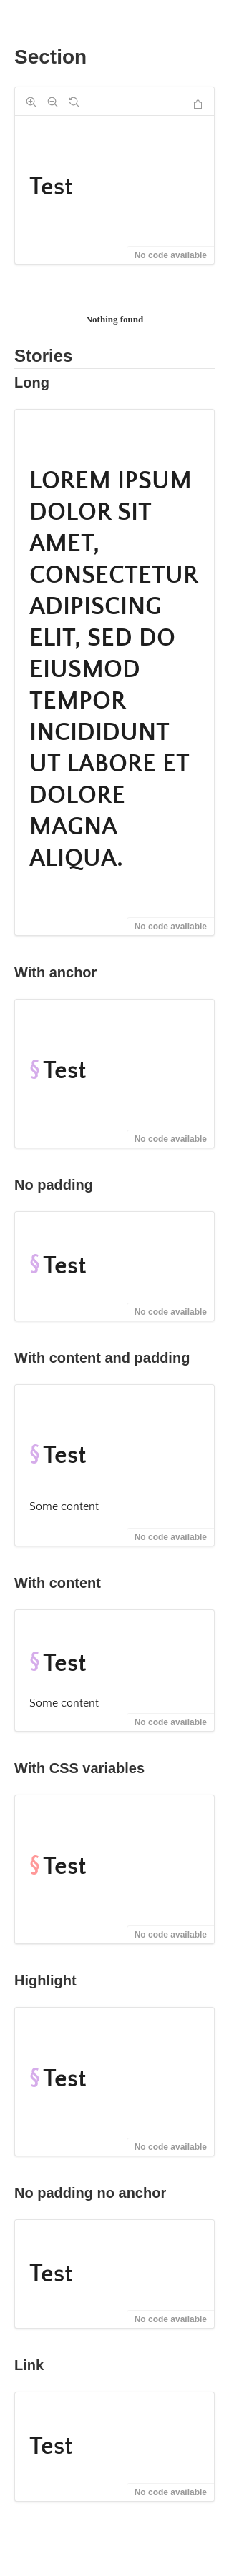 Section
Test
No code available
Nothing found
Stories
Long
LOREM IPSUM
DOLOR SIT
AMET,
CONSECTETUR
ADIPISCING
ELIT, SED DO
EIUSMOD
TEMPOR
INCIDIDUNT
UT LABORE ET
DOLORE
MAGNA
ALIQUA.
No code available
With anchor
§ Test
No code available
No padding
§ Test
No code available
With content and padding
§ Test
Some content
No code available
With content
§ Test
Some content
No code available
With CSS variables
§ Test
No code available
Highlight
§ Test
No code available
No padding no anchor
Test
No code available
Link
Test
No code available